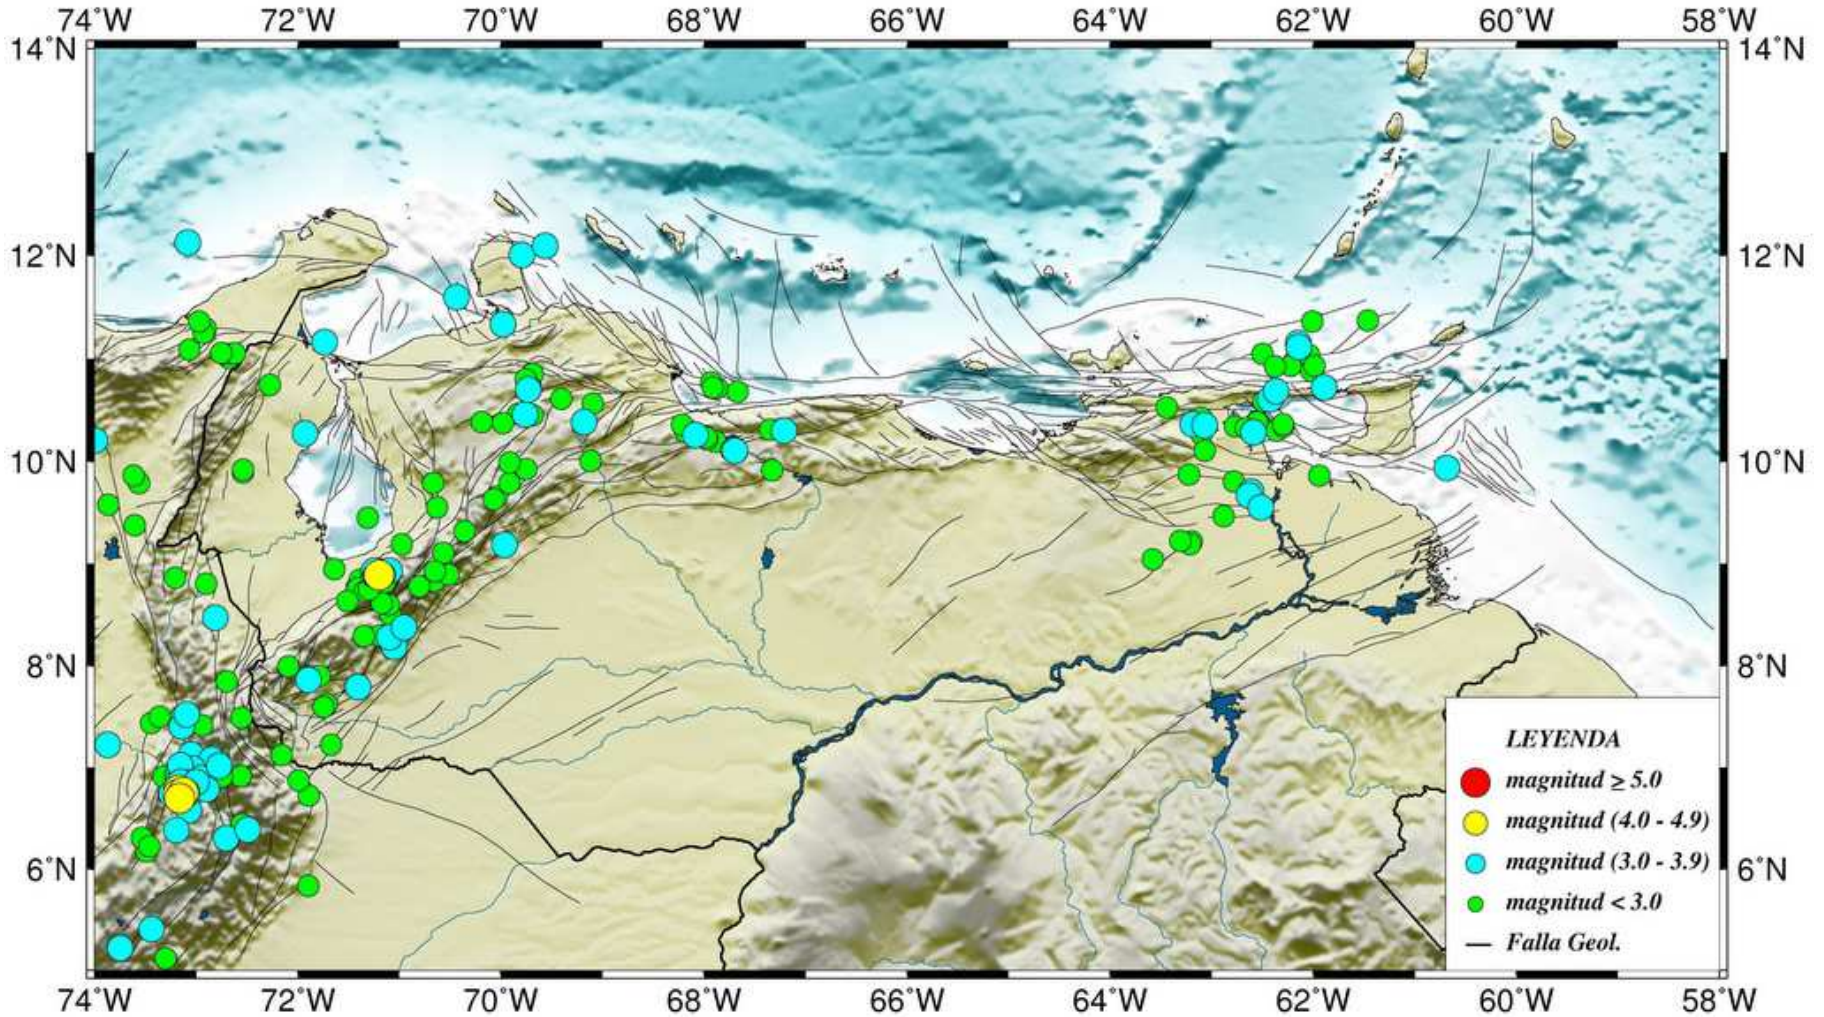 74˚W 72˚W 70˚W 68˚W 66˚W 64˚W 62˚W 60˚W 58˚W
14˚N 14˚N
12˚N 12˚N
10˚N 10˚N
8˚N 8˚N
LEYENDA
magnitud ≥ 5.0
magnitud (4.0 - 4.9)
magnitud (3.0 - 3.9)
6˚N 6˚N
magnitud < 3.0
Falla Geol.
74˚W 72˚W 70˚W 68˚W 66˚W 64˚W 62˚W 60˚W 58˚W